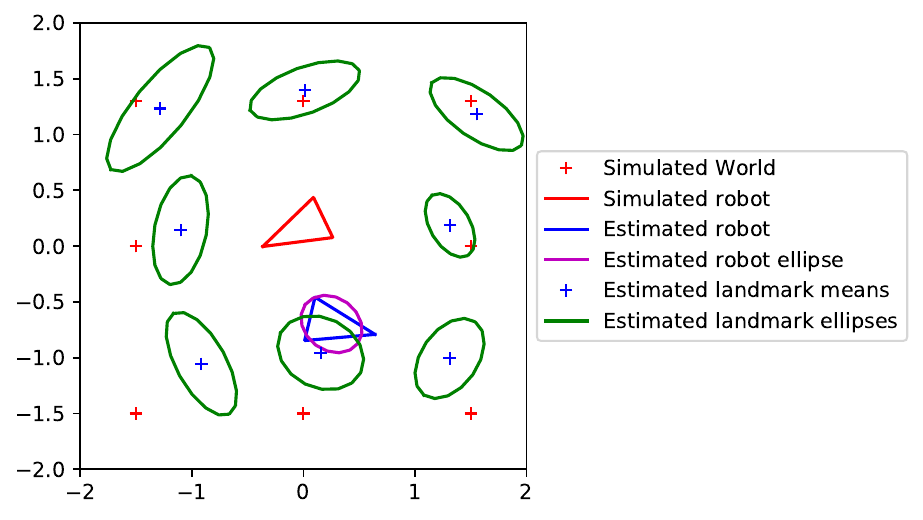 2.0
1.5
1.0
0.5
0.0
−0.5
−1.0
−1.5
−2.0
−2
−1
0
1
2
Simulated World
Simulated robot
Estimated robot
Estimated robot ellipse
Estimated landmark means
Estimated landmark ellipses